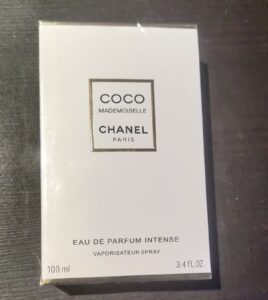 COCO
MADEMOISELLE
CHANEL
PARIS
EAU DE PARFUM INTENSE
VAPORISATEUR SPRAY
100 ml 3.4 FL.OZ.